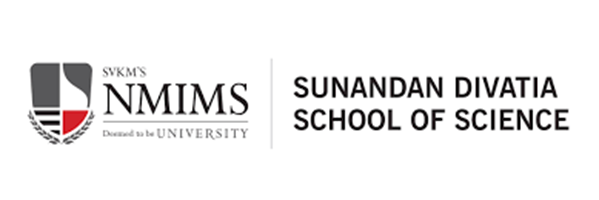 SVKM'S
NMIMS
Deemed to be UNIVERSITY
SUNANDAN DIVATIA
SCHOOL OF SCIENCE